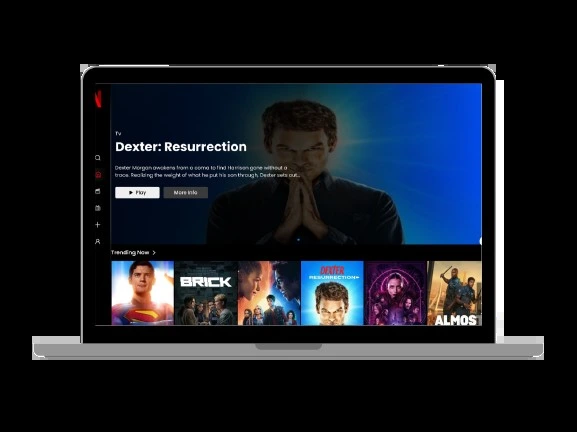 TV
Dexter: Resurrection
Dexter Morgan awakens from a coma to find Harrison gone without a
trace. Realizing the weight of what he put his son through, Dexter sets out...
Play
More Info
Trending Now
BRICK
DEXTER
RESURRECTION
ALMOS